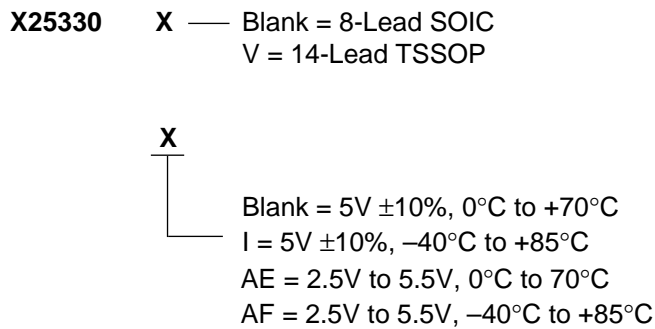 X25330 X Blank = 8-Lead SOIC
V = 14-Lead TSSOP
X
Blank = 5V ±10%, 0°C to +70°C
I = 5V ±10%, –40°C to +85°C
AE = 2.5V to 5.5V, 0°C to 70°C
AF = 2.5V to 5.5V, –40°C to +85°C